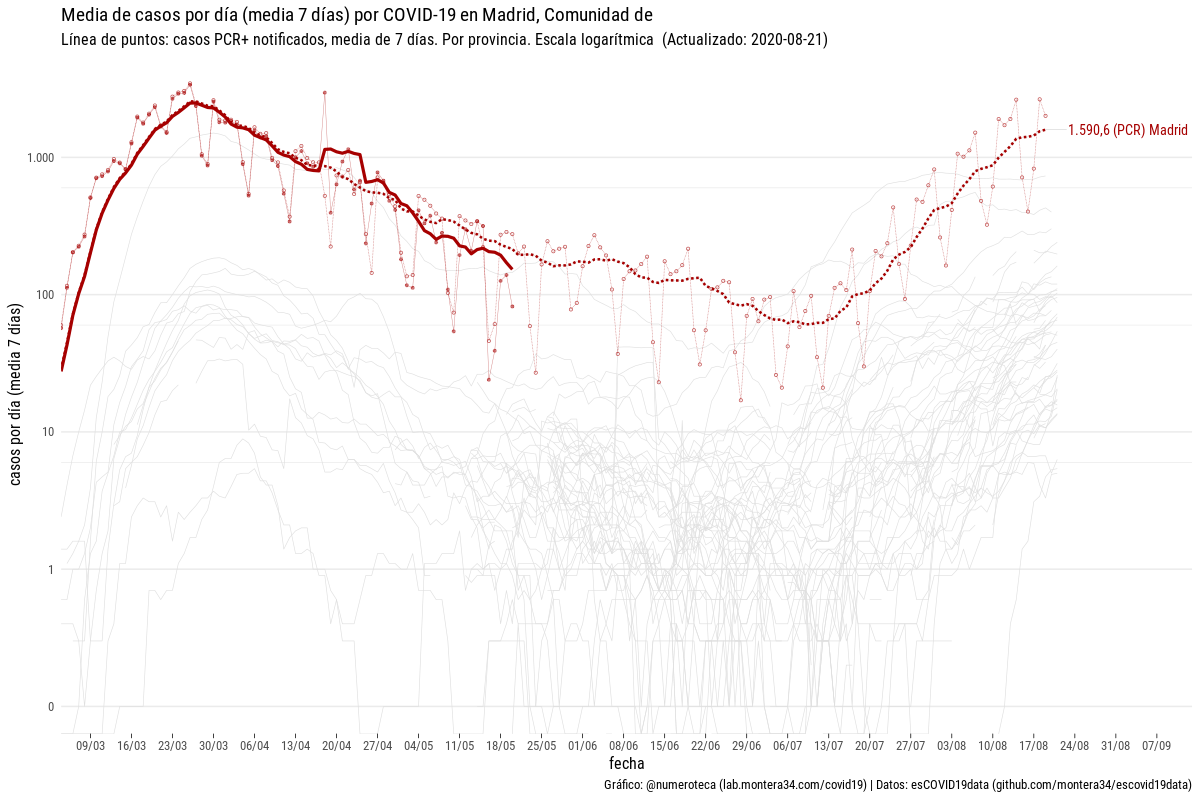 Media de casos por día (media 7 días) por COVID-19 en Madrid, Comunidad de
Línea de puntos: casos PCR+ notificados, media de 7 días. Por provincia. Escala logarítmica (Actualizado: 2020-08-21)
casos por día (media 7 días)
1.000
100
10
1
0
1.590,6 (PCR) Madrid
09/03 16/03 23/03 30/03 06/04 13/04 20/04 27/04 04/05 11/05 18/05 25/05 01/06 08/06 15/06 22/06 29/06 06/07 13/07 20/07 27/07 03/08 10/08 17/08 24/08 31/08 07/09
fecha
Gráfico: @numeroteca (lab.montera34.com/covid19) | Datos: esCOVID19data (github.com/montera34/escovid19data)